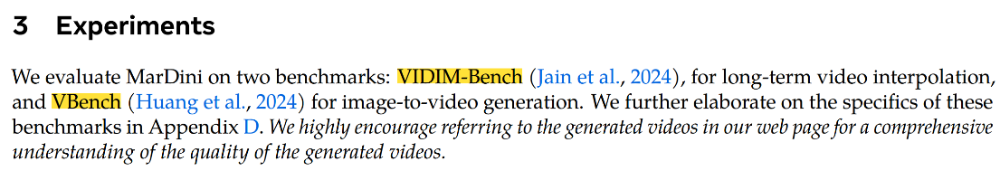 3 Experiments
We evaluate MarDini on two benchmarks: VIDIM-Bench (Jain et al., 2024), for long-term video interpolation,
and VBench (Huang et al., 2024) for image-to-video generation. We further elaborate on the specifics of these
benchmarks in Appendix D. We highly encourage referring to the generated videos in our web page for a comprehensive
understanding of the quality of the generated videos.